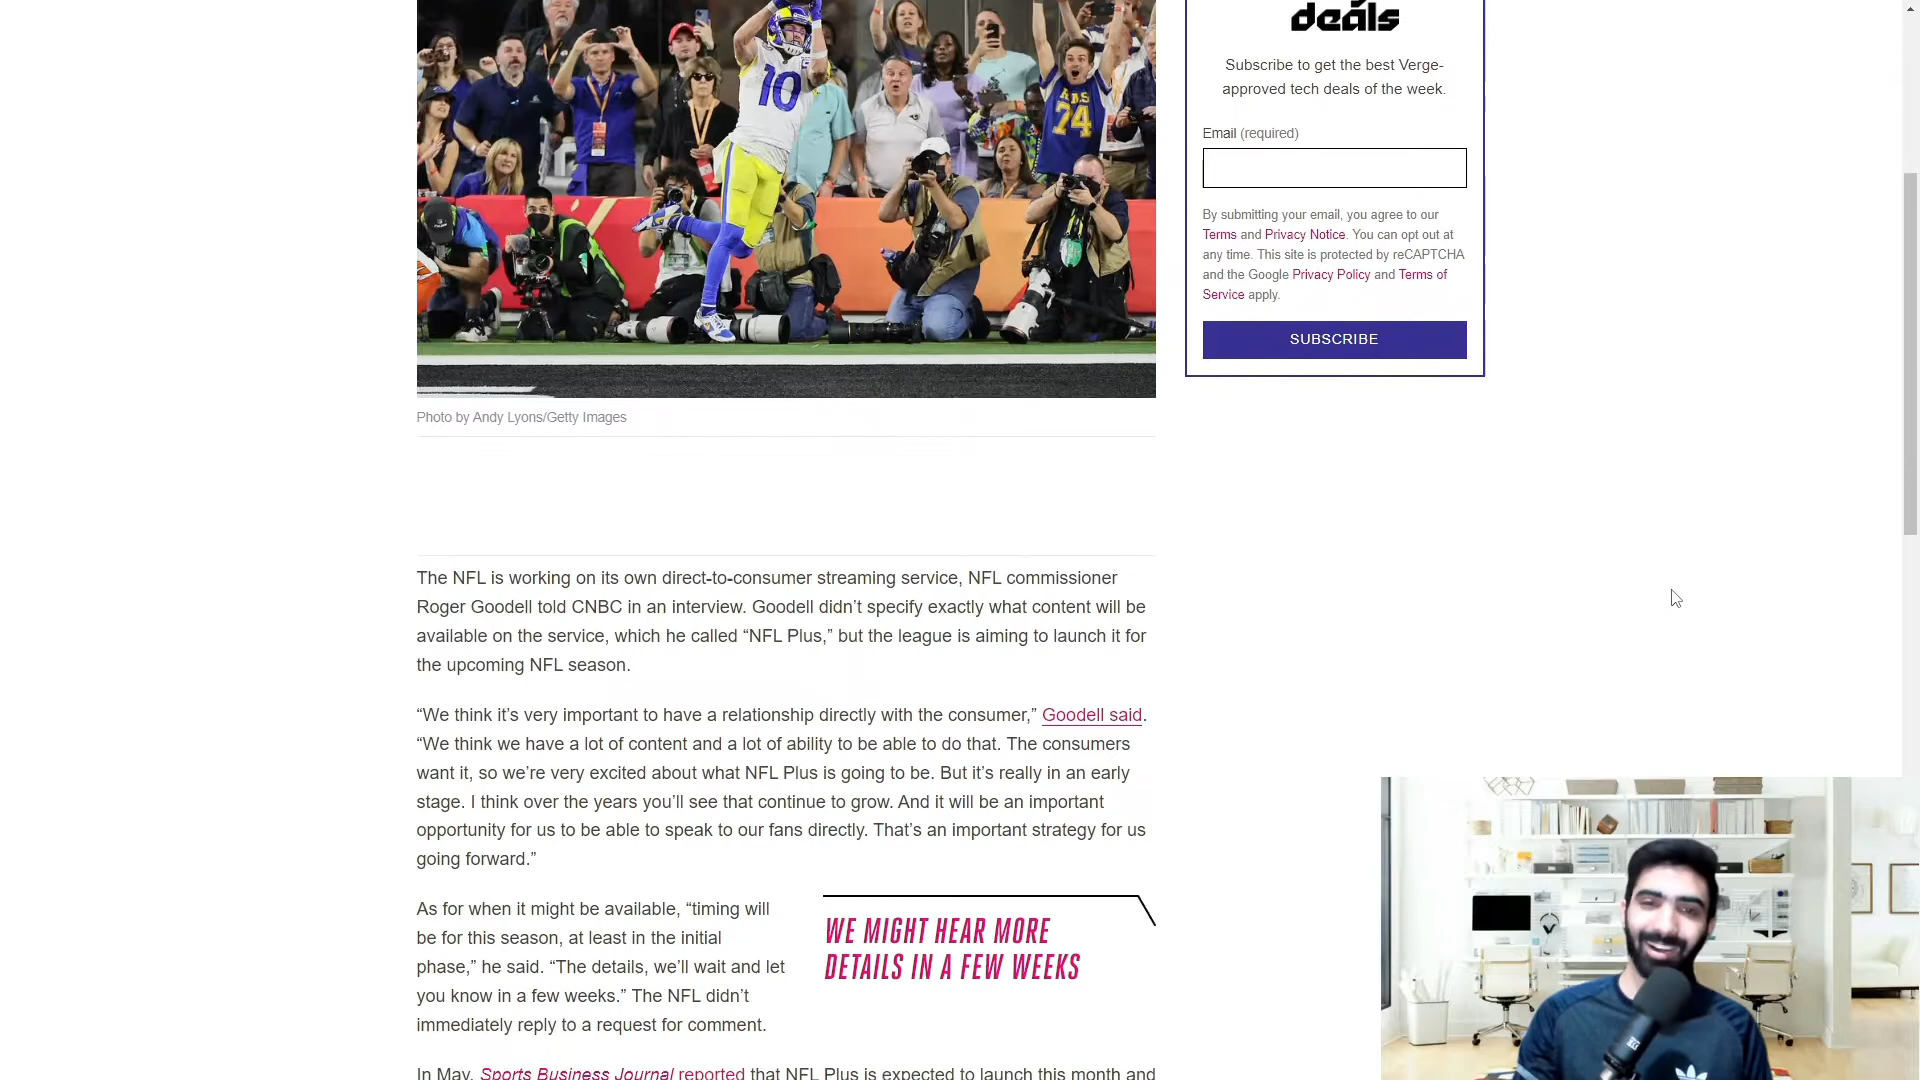 deals
Subscribe to get the best Verge-
approved tech deals of the week.
Email (required)
By submitting your email, you agree to our
Terms and Privacy Notice. You can opt out at
any time. This site is protected by reCAPTCHA
and the Google Privacy Policy and Terms of
Service apply.
SUBSCRIBE
10
RAMS
74
Photo by Andy Lyons/Getty Images
The NFL is working on its own direct-to-consumer streaming service, NFL commissioner
Roger Goodell told CNBC in an interview. Goodell didn’t specify exactly what content will be
available on the service, which he called “NFL Plus,” but the league is aiming to launch it for
the upcoming NFL season.
“We think it’s very important to have a relationship directly with the consumer,” Goodell said.
“We think we have a lot of content and a lot of ability to be able to do that. The consumers
want it, so we’re very excited about what NFL Plus is going to be. But it’s really in an early
stage. I think over the years you’ll see that continue to grow. And it will be an important
opportunity for us to be able to speak to our fans directly. That’s an important strategy for us
going forward.”
As for when it might be available, “timing will
be for this season, at least in the initial
phase,” he said. “The details, we’ll wait and let
you know in a few weeks.” The NFL didn’t
immediately reply to a request for comment.
WE MIGHT HEAR MORE
DETAILS IN A FEW WEEKS
In May, Sports Business Journal reported that NFL Plus is expected to launch this month and